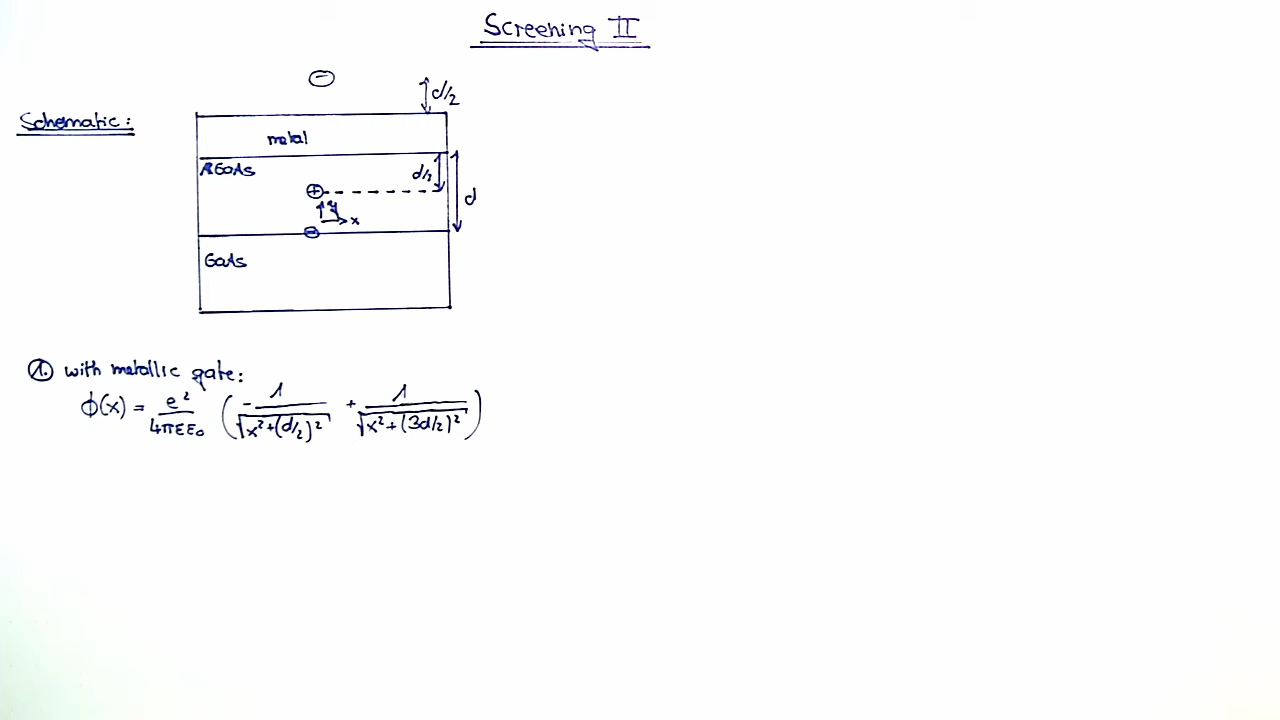 Screening II
⊖
d/2
Schematic:
metal
AlGaAs
d/2
⊕
d
y
x
⊖
GaAs
1. with metallic gate:
ϕ(x) = e²/(4πεε₀) ( -1/√(x²+(d/2)²) + 1/√(x²+(3d/2)²) )